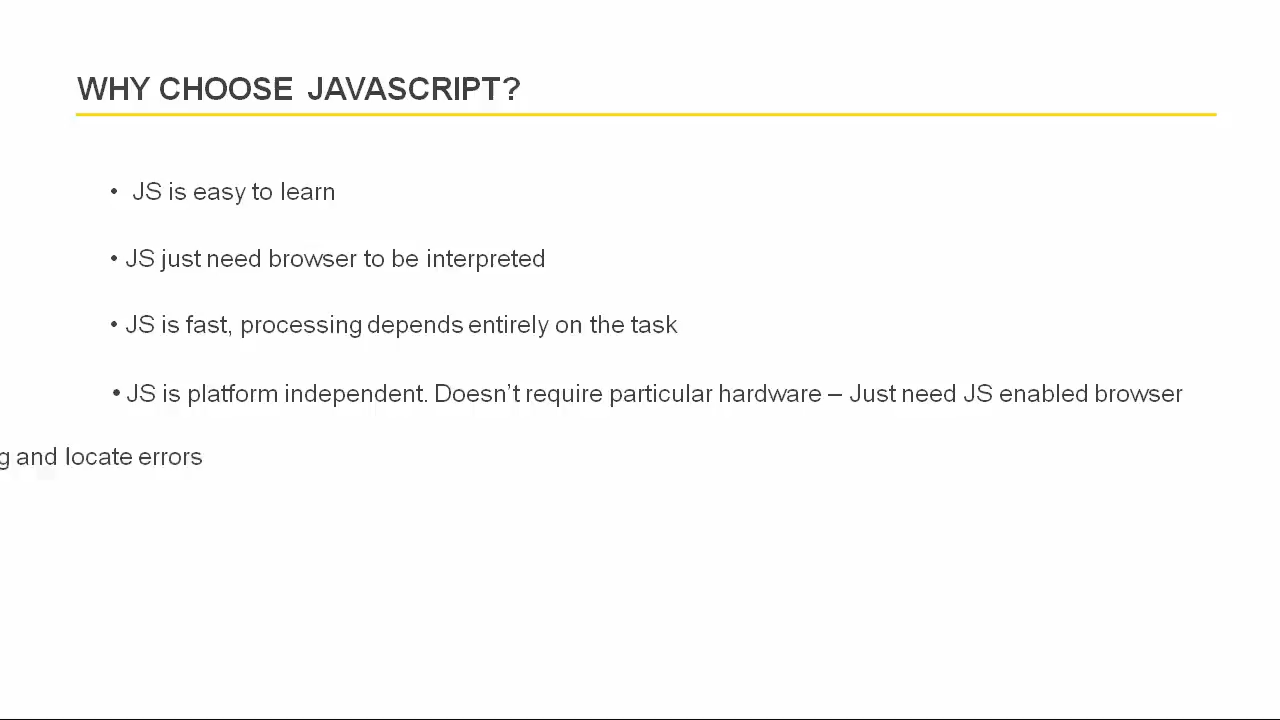 WHY CHOOSE JAVASCRIPT?
• JS is easy to learn
• JS just need browser to be interpreted
• JS is fast, processing depends entirely on the task
• JS is platform independent. Doesn’t require particular hardware – Just need JS enabled browser
g and locate errors